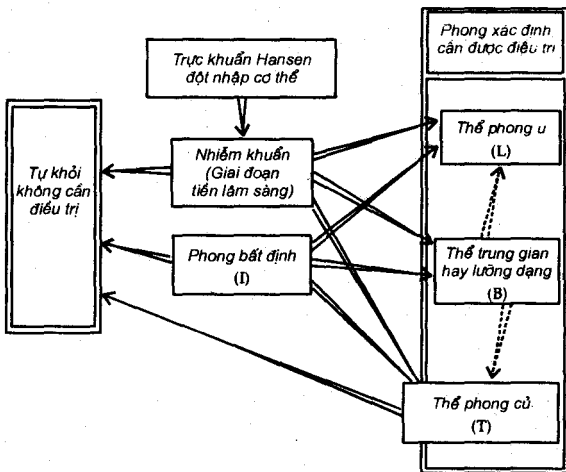 Trực khuẩn Hansen
đột nhập cơ thể
Phong xác định
cần được điều trị
Tự khỏi
không cần
điều trị
Nhiễm khuẩn
(Giai đoạn
tiền lâm sàng)
Phong bất định
(I)
Thể phong u
(L)
Thể trung gian
hay lưỡng dạng
(B)
Thể phong củ
(T)